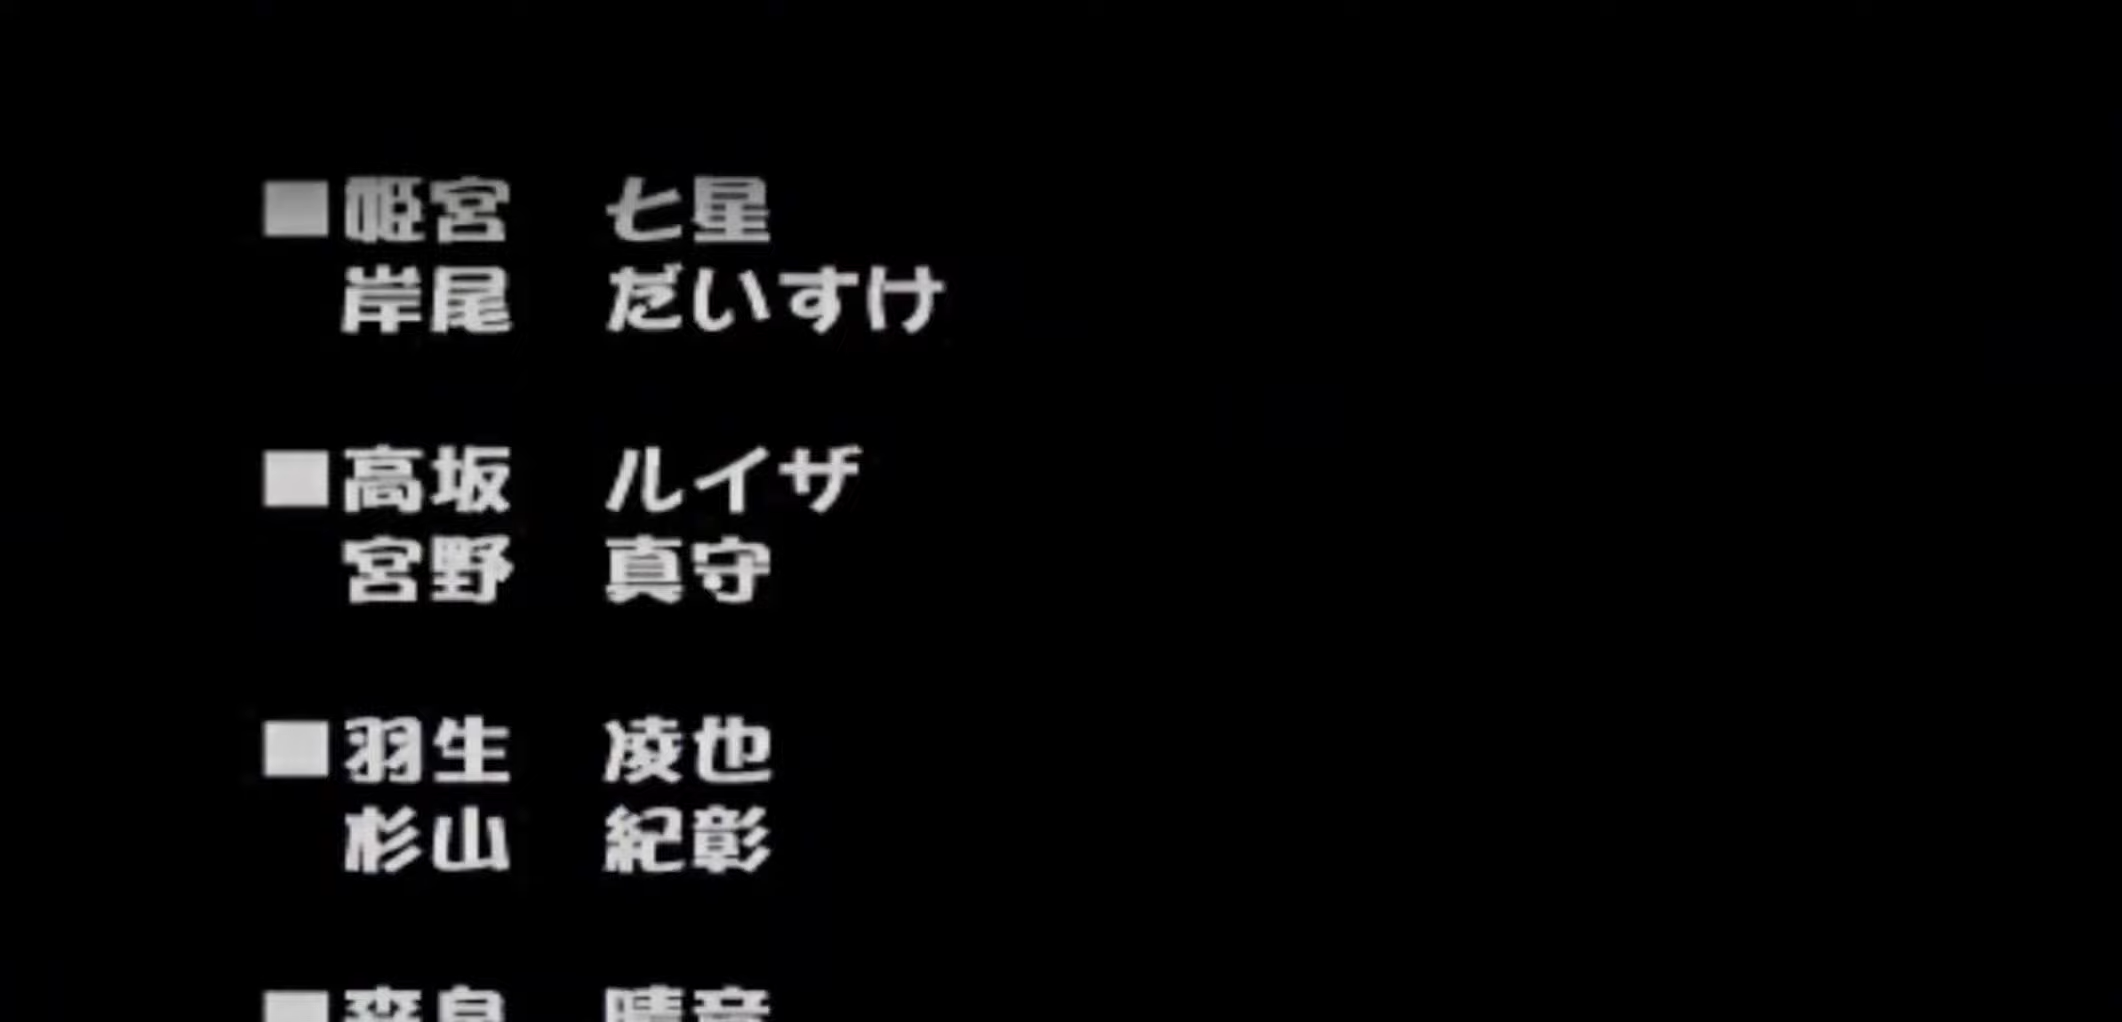 ■姫宮　七星
岸尾　だいすけ
■高坂　ルイザ
宮野　真守
■羽生　凌也
杉山　紀彰